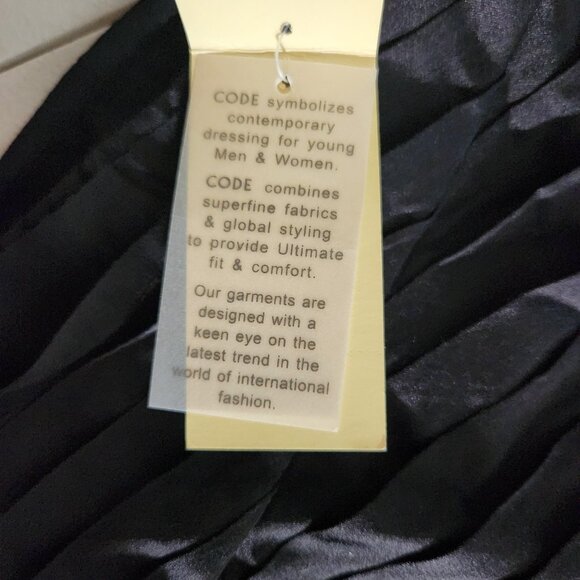 CODE symbolizes
contemporary
dressing for young
Men & Women.
CODE combines
superfine fabrics
& global styling
to provide Ultimate
fit & comfort.
Our garments are
designed with a
keen eye on the
latest trend in the
world of international
fashion.